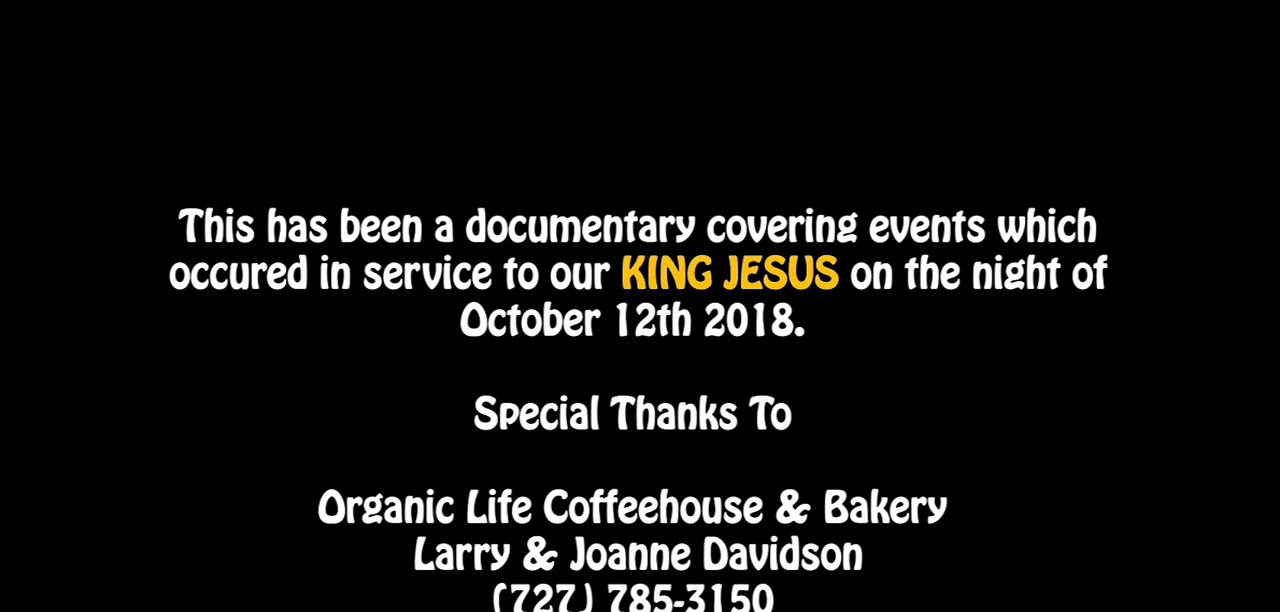 This has been a documentary covering events which
occured in service to our KING JESUS on the night of
October 12th 2018.
Special Thanks To
Organic Life Coffeehouse & Bakery
Larry & Joanne Davidson
(727) 785-3150